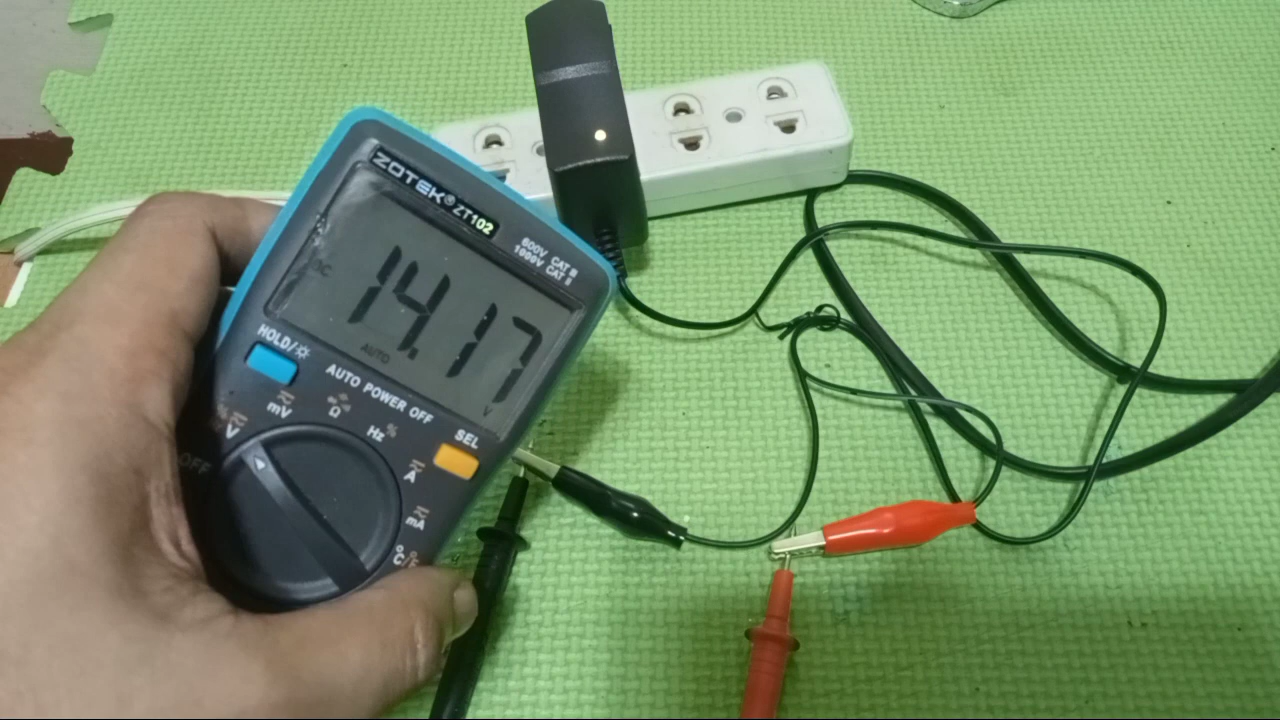 ZOTEK® ZT102
600V CAT III
1000V CAT II
DC
14.17
AUTO
V
HOLD/
AUTO POWER OFF
SEL
OFF
V
mV
Ω
Hz %
A
mA
°C/°F